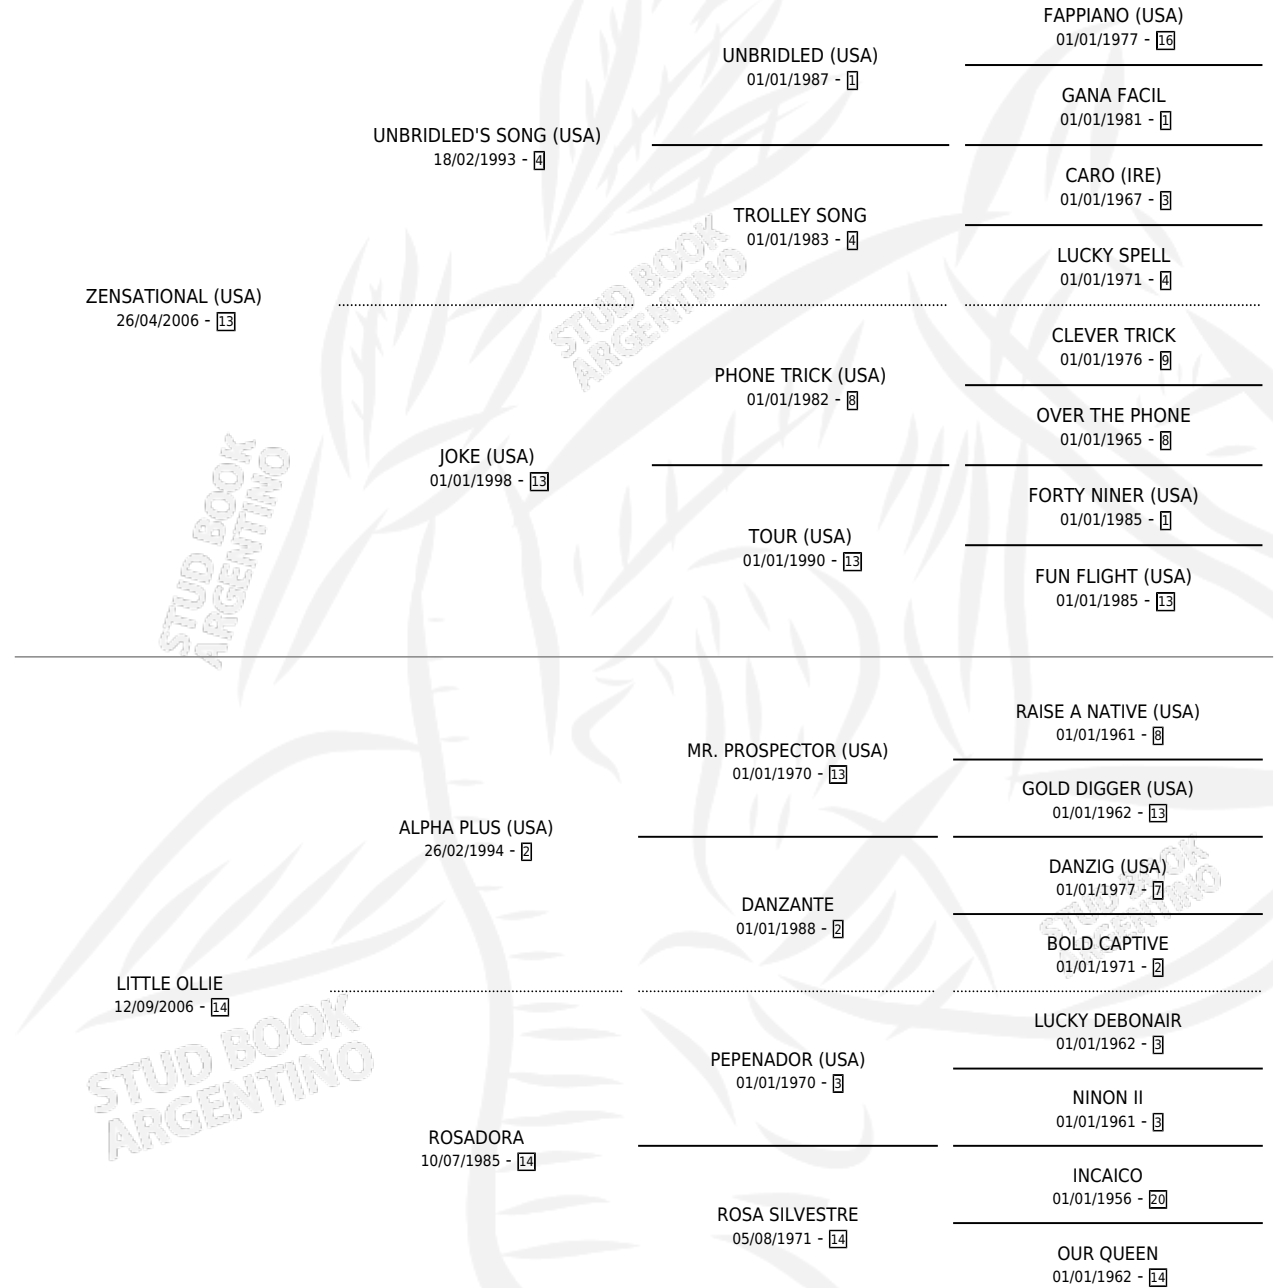 FAPPIANO (USA)
01/01/1977 - 16
UNBRIDLED (USA)
01/01/1987 - 1
GANA FACIL
01/01/1981 - 1
UNBRIDLED'S SONG (USA)
18/02/1993 - 4
CARO (IRE)
01/01/1967 - 3
TROLLEY SONG
01/01/1983 - 4
LUCKY SPELL
01/01/1971 - 4
ZENSATIONAL (USA)
26/04/2006 - 13
STUD BOOK
ARGENTINO
CLEVER TRICK
01/01/1976 - 9
PHONE TRICK (USA)
01/01/1982 - 8
OVER THE PHONE
01/01/1965 - 8
JOKE (USA)
01/01/1998 - 13
FORTY NINER (USA)
01/01/1985 - 1
TOUR (USA)
01/01/1990 - 13
FUN FLIGHT (USA)
01/01/1985 - 13
STUD BOOK
ARGENTINO
RAISE A NATIVE (USA)
01/01/1961 - 8
MR. PROSPECTOR (USA)
01/01/1970 - 13
GOLD DIGGER (USA)
01/01/1962 - 13
ALPHA PLUS (USA)
26/02/1994 - 2
DANZIG (USA)
01/01/1977 - 7
STUD BOOK
ARGENTINO
DANZANTE
01/01/1988 - 2
BOLD CAPTIVE
01/01/1971 - 2
LITTLE OLLIE
12/09/2006 - 14
STUD BOOK
ARGENTINO
LUCKY DEBONAIR
01/01/1962 - 3
PEPENADOR (USA)
01/01/1970 - 3
NINON II
01/01/1961 - 3
ROSADORA
10/07/1985 - 14
INCAICO
01/01/1956 - 20
ROSA SILVESTRE
05/08/1971 - 14
OUR QUEEN
01/01/1962 - 14